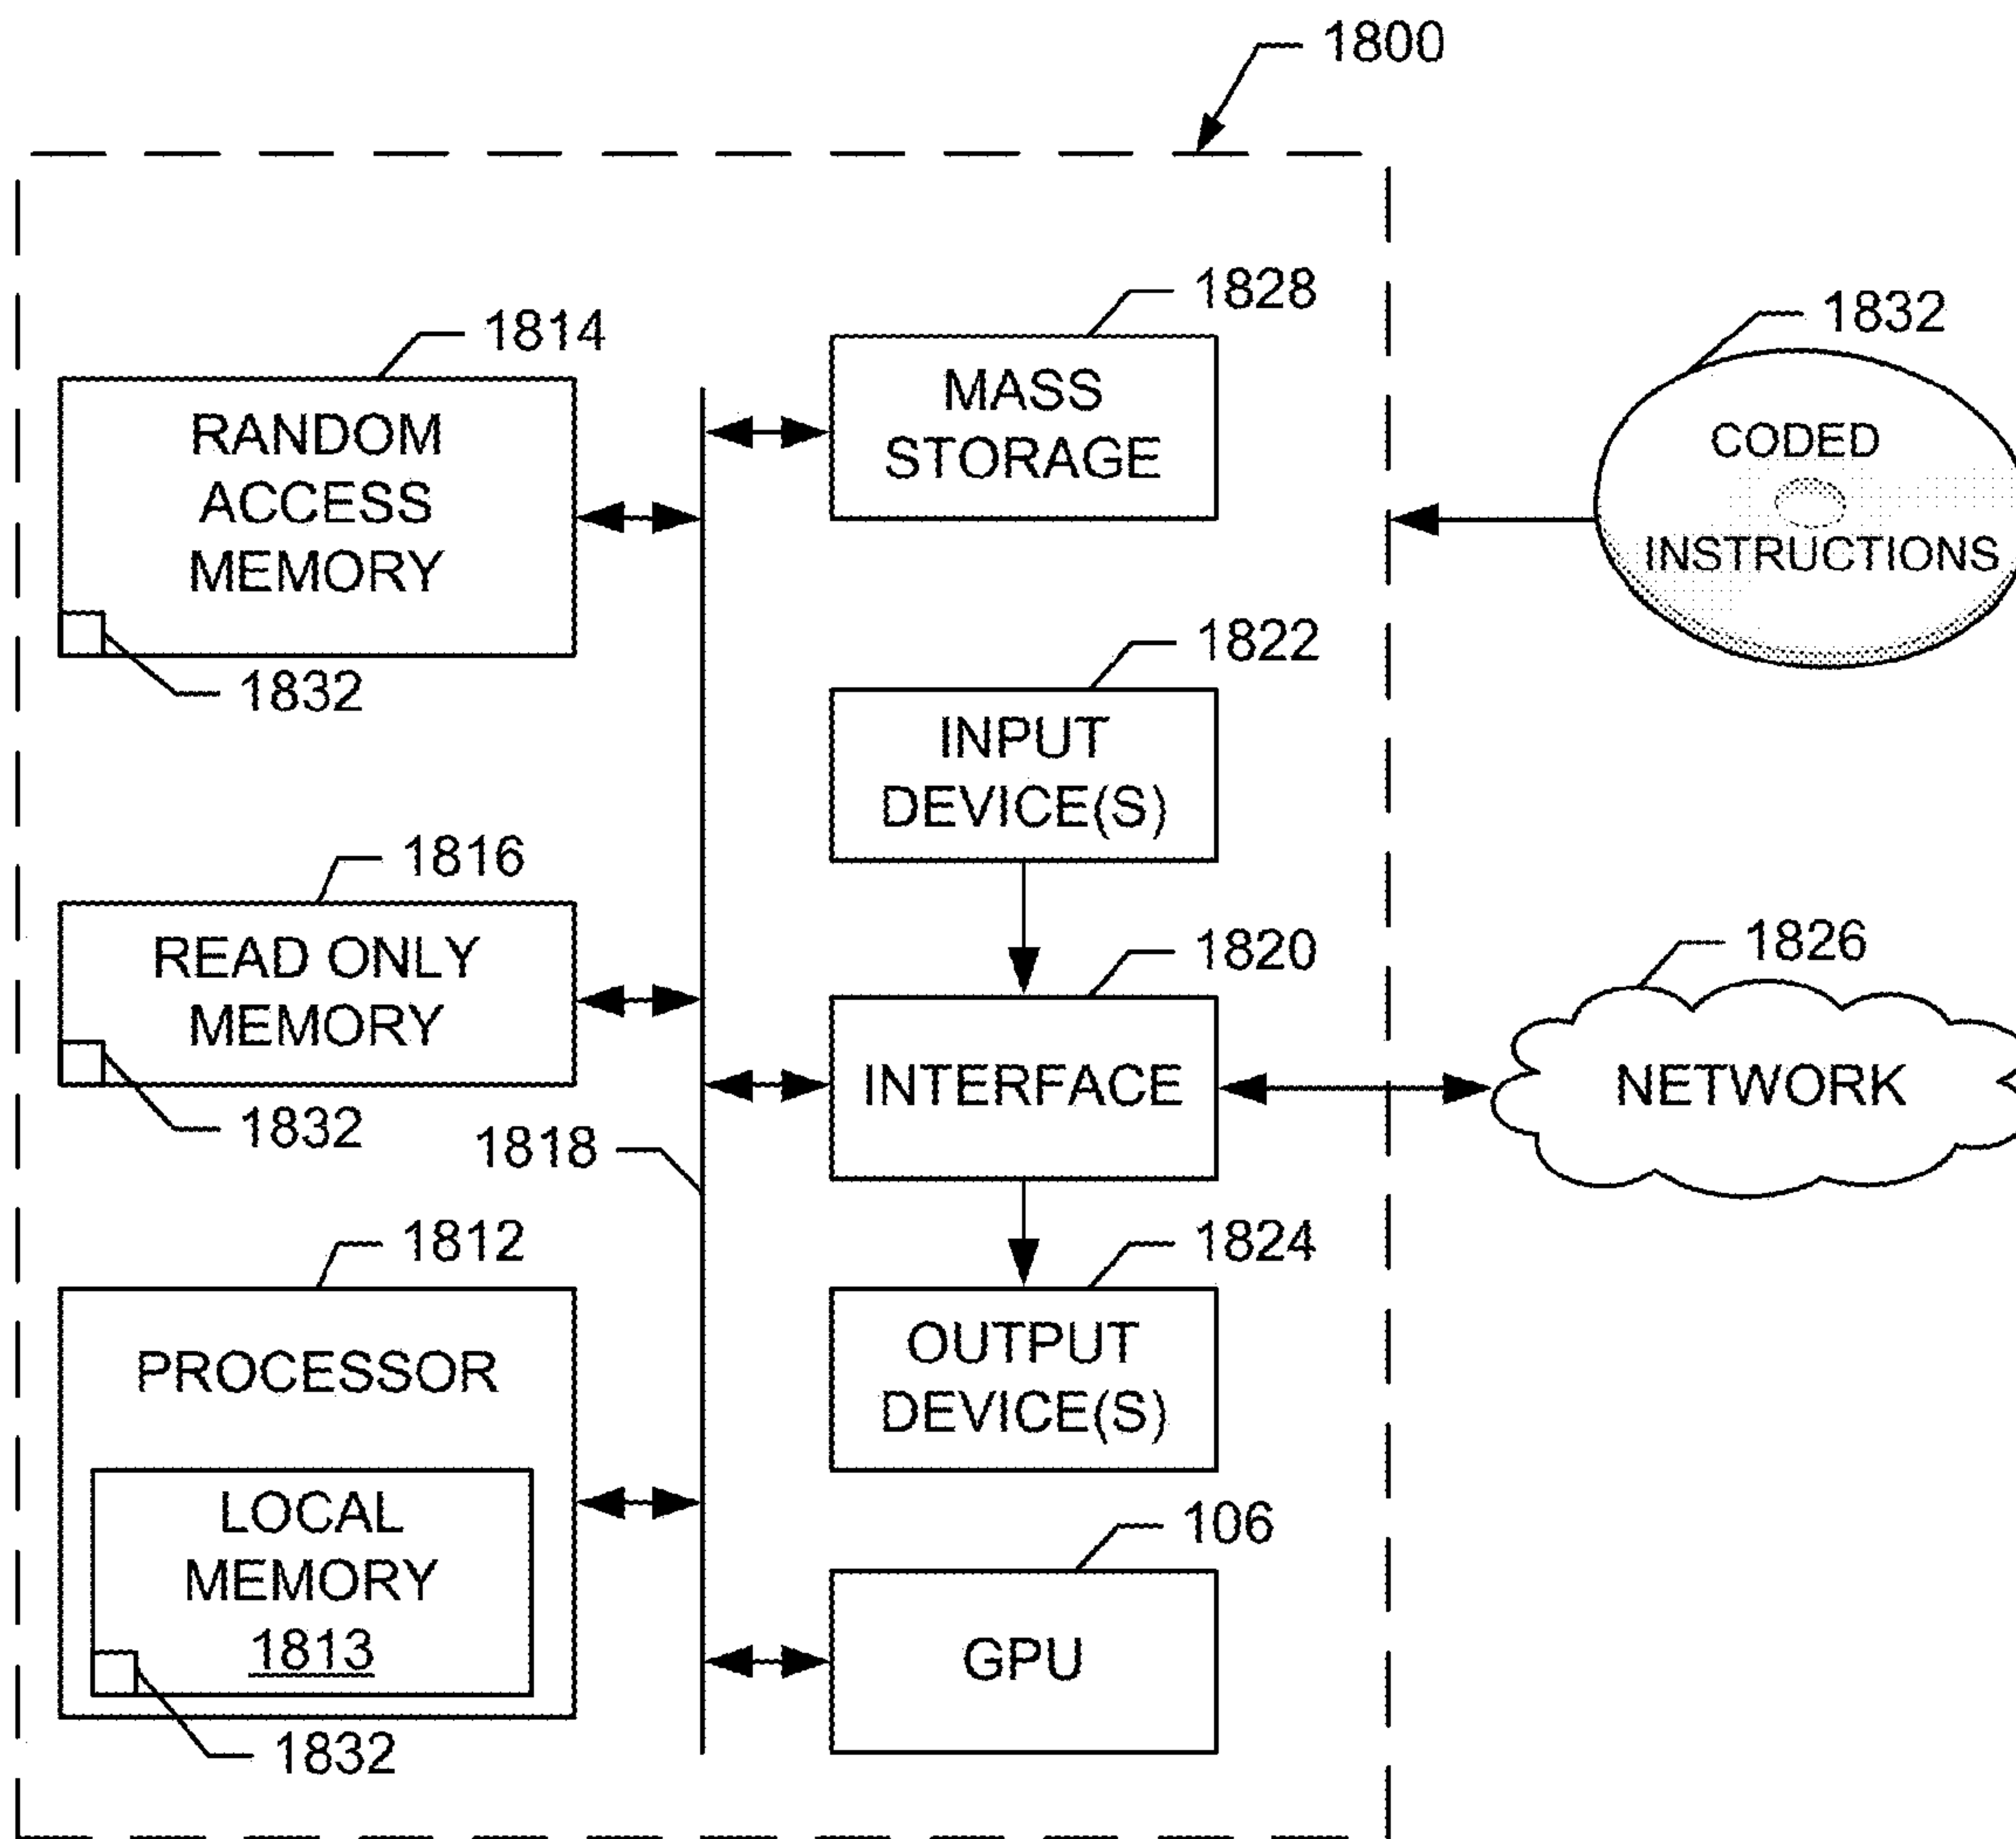 1800
1828
MASS
STORAGE
1814
RANDOM
ACCESS
MEMORY
1832
1832
CODED
INSTRUCTIONS
1822
INPUT
DEVICE(S)
1816
READ ONLY
MEMORY
1832
1820
INTERFACE
1826
NETWORK
1818
1812
PROCESSOR
LOCAL
MEMORY
1813
1832
1824
OUTPUT
DEVICE(S)
106
GPU